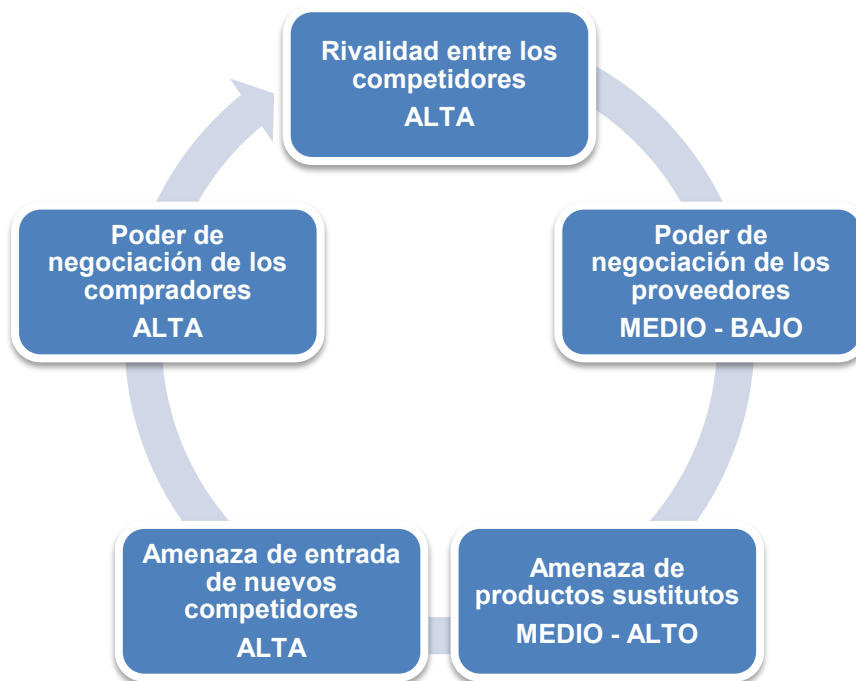 Rivalidad entre los
competidores
ALTA
Poder de
negociación de los
proveedores
MEDIO - BAJO
Amenaza de
productos sustitutos
MEDIO - ALTO
Amenaza de entrada
de nuevos
competidores
ALTA
Poder de
negociación de los
compradores
ALTA